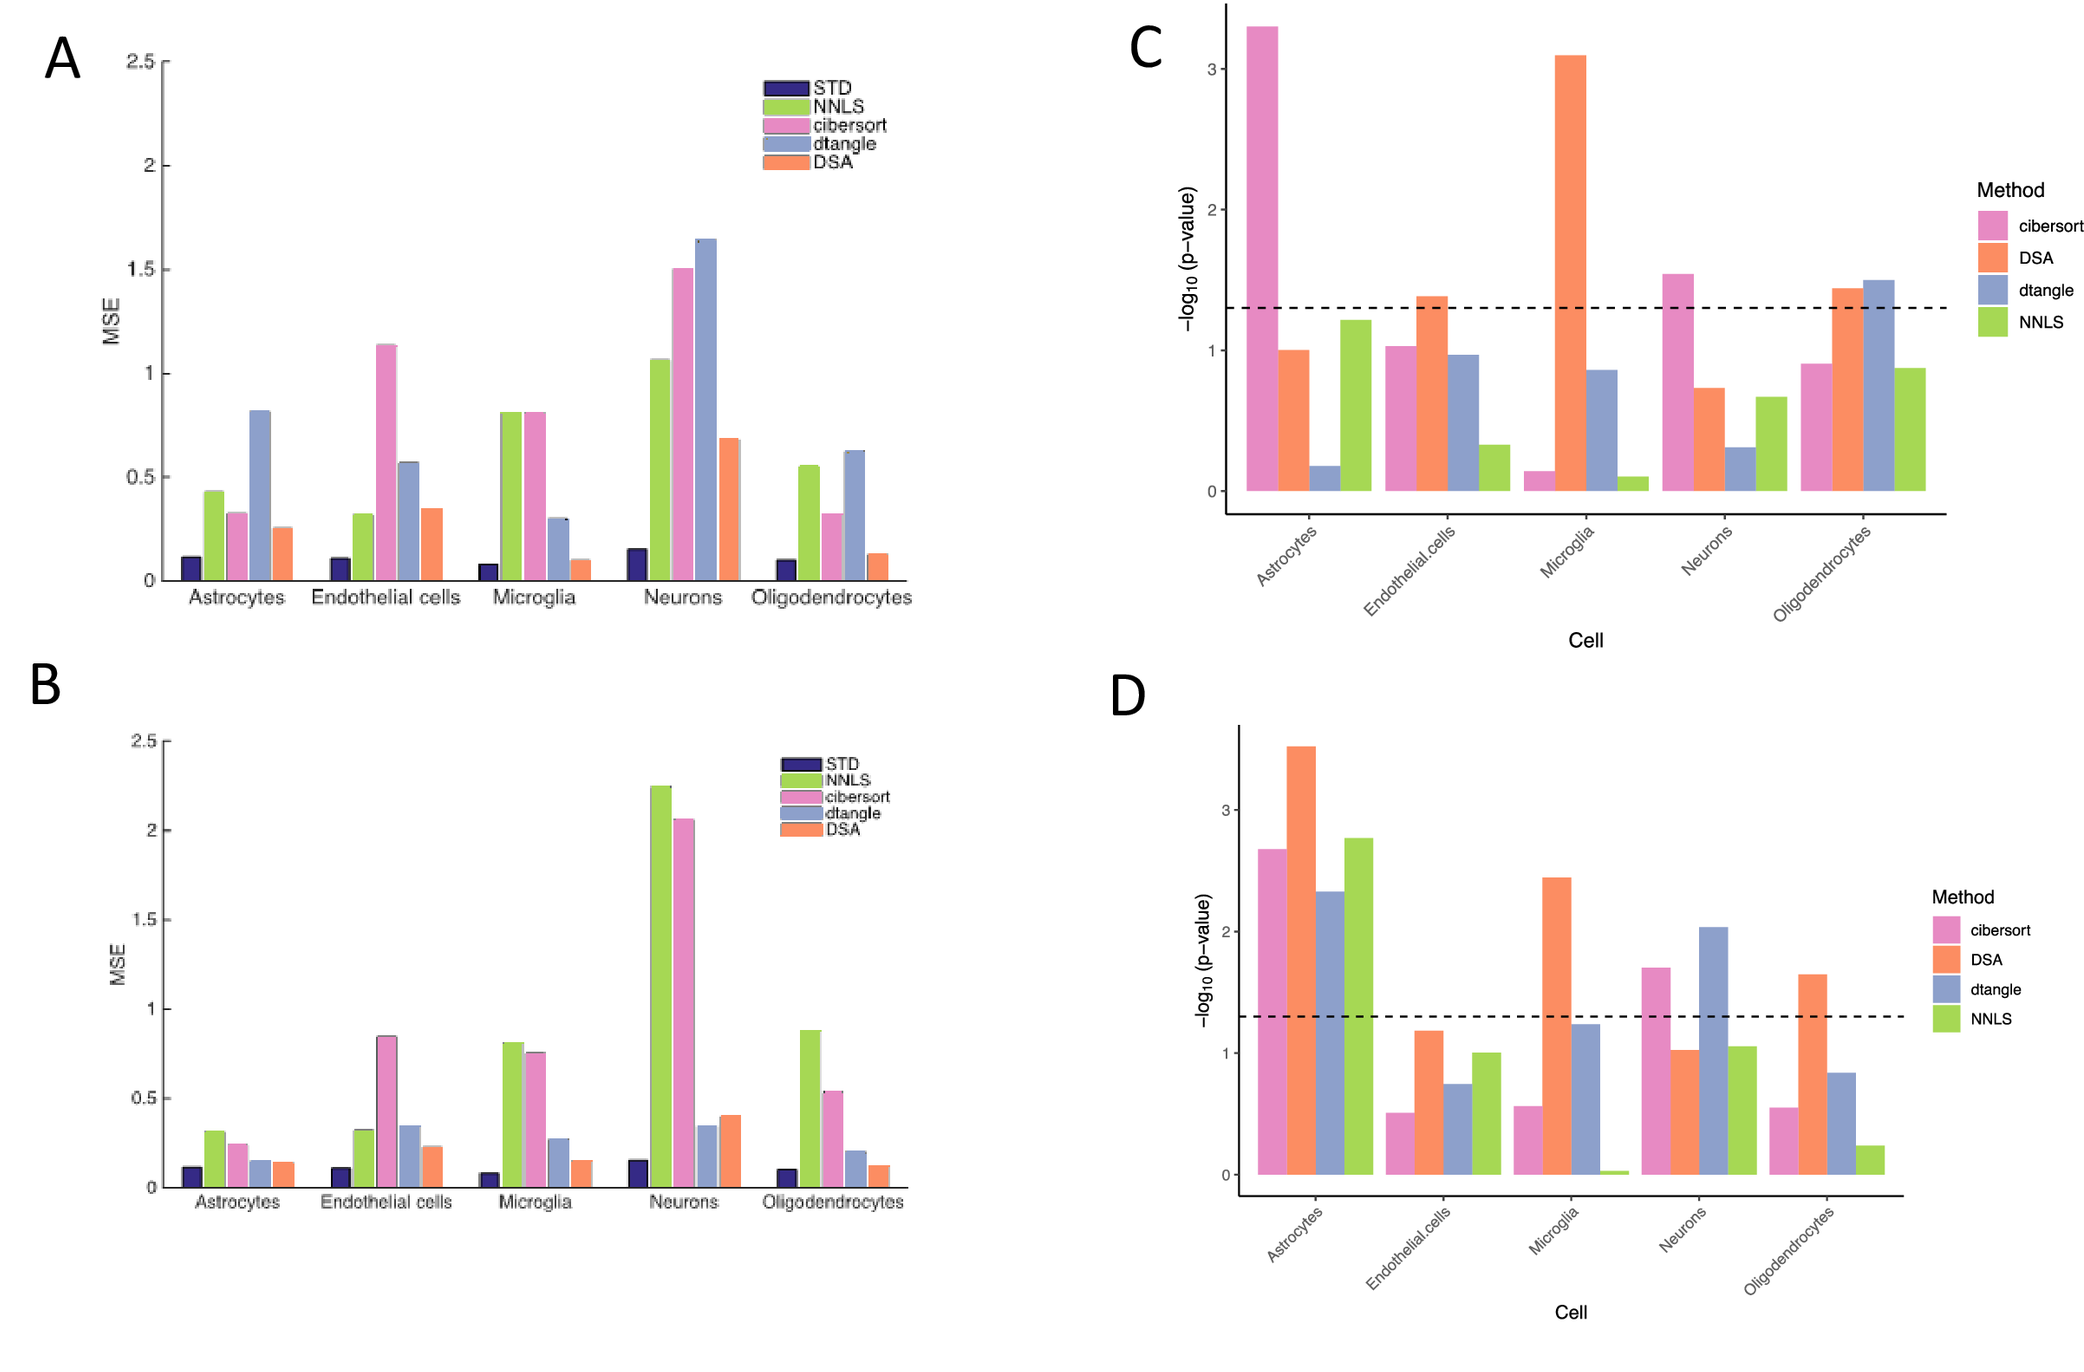 A
2.5
2
1.5
1
0.5
0
MSE
STD
NNLS
cibersort
dtangle
DSA
Astrocytes Endothelial cells Microglia Neurons Oligodendrocytes
B
2.5
2
1.5
1
0.5
0
MSE
STD
NNLS
cibersort
dtangle
DSA
Astrocytes Endothelial cells Microglia Neurons Oligodendrocytes
C
3
2
1
0
−log10 (p−value)
Method
cibersort
DSA
dtangle
NNLS
Astrocytes
Endothelial.cells
Microglia
Neurons
Oligodendrocytes
Cell
D
3
2
1
0
−log10 (p−value)
Method
cibersort
DSA
dtangle
NNLS
Astrocytes
Endothelial.cells
Microglia
Neurons
Oligodendrocytes
Cell